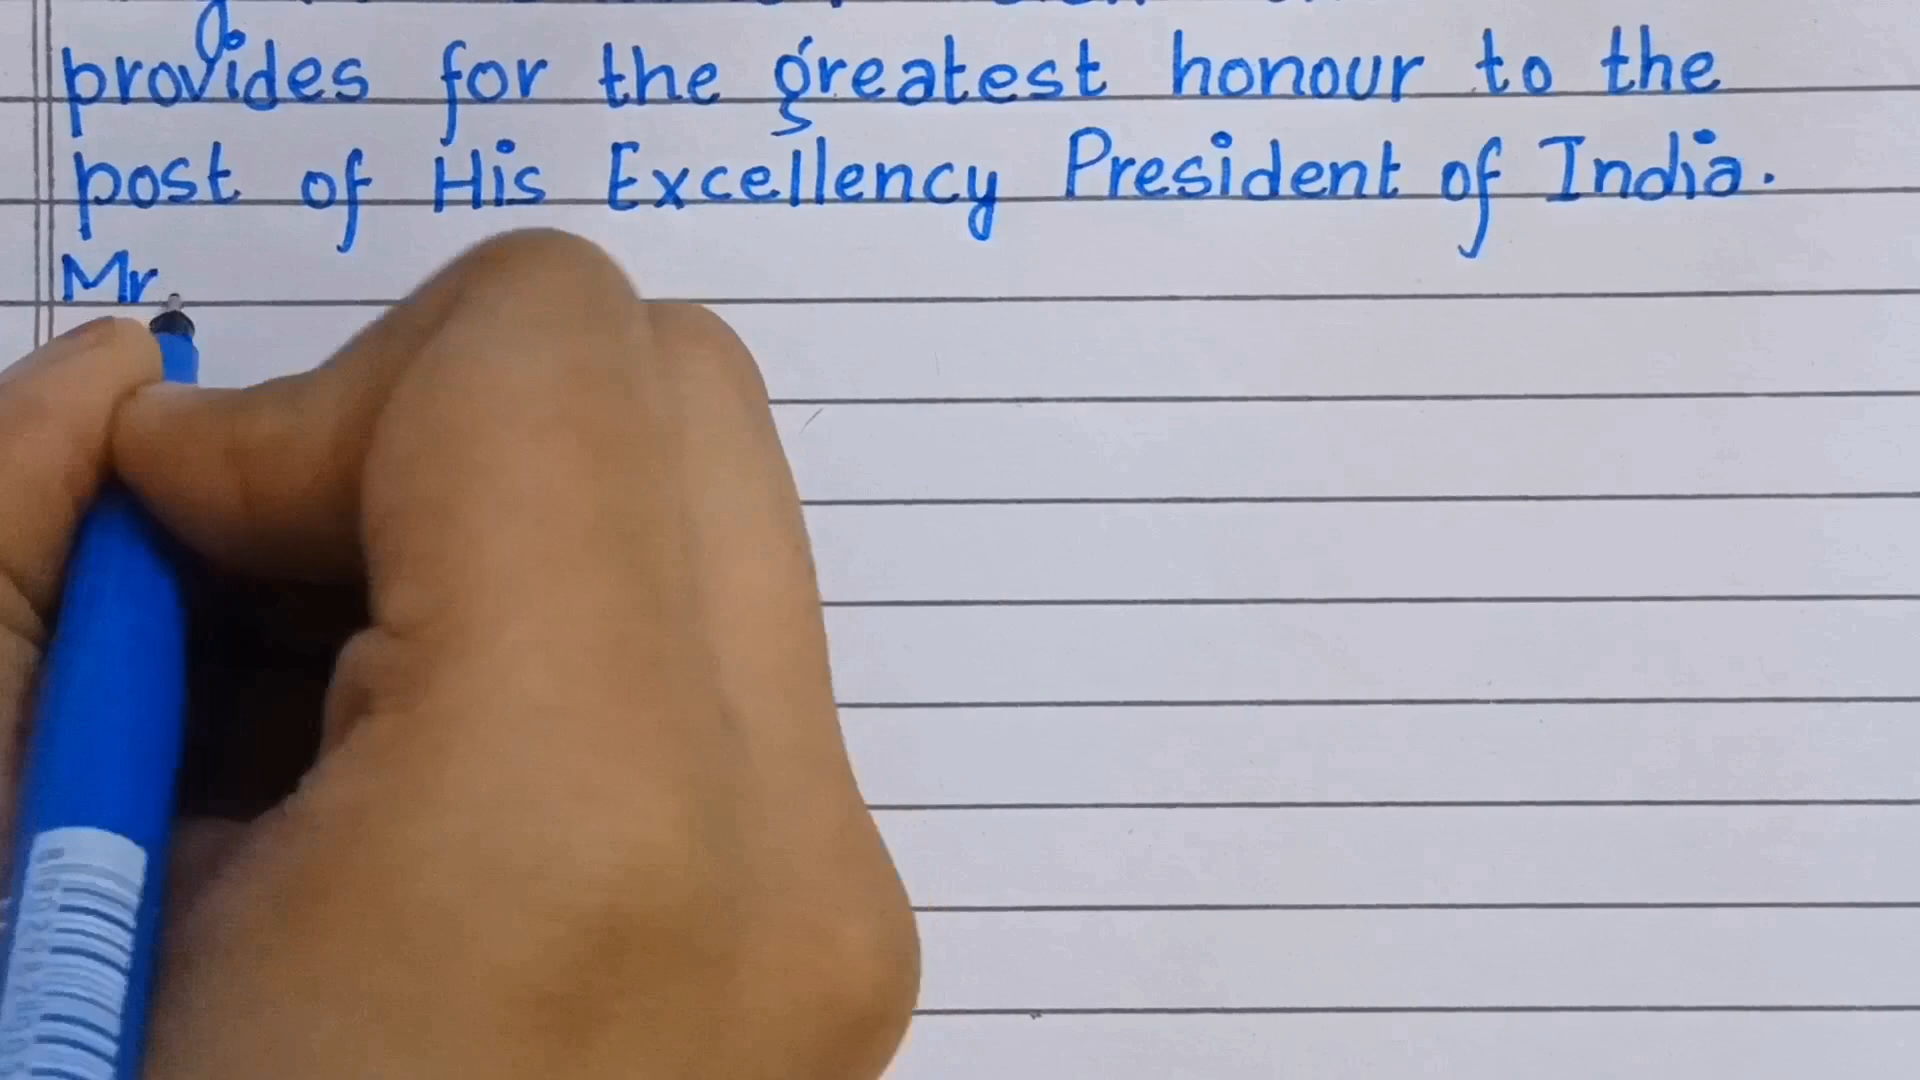 provides for the greatest honour to the
post of His Excellency President of India.
Mr